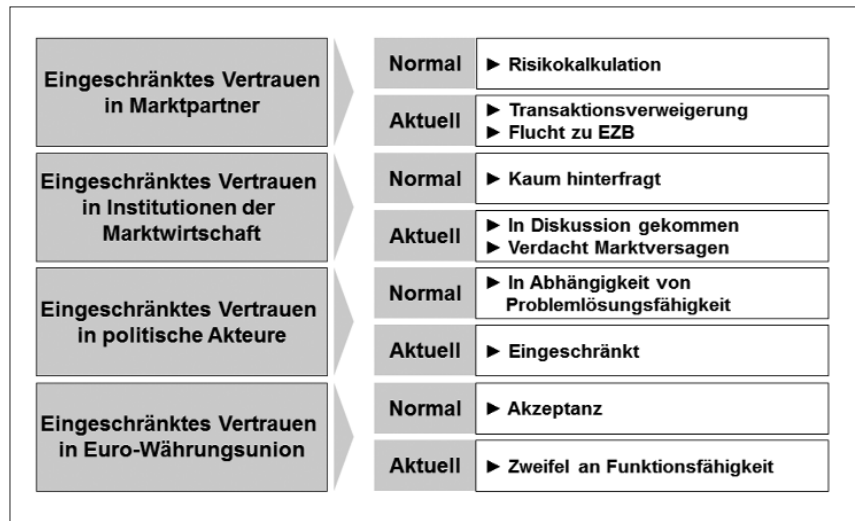 Eingeschränktes Vertrauen
in Marktpartner
Normal
► Risikokalkulation
Aktuell
► Transaktionsverweigerung
► Flucht zu EZB
Eingeschränktes Vertrauen
in Institutionen der
Marktwirtschaft
Normal
► Kaum hinterfragt
Aktuell
► In Diskussion gekommen
► Verdacht Marktversagen
Eingeschränktes Vertrauen
in politische Akteure
Normal
► In Abhängigkeit von
Problemlösungsfähigkeit
Aktuell
► Eingeschränkt
Eingeschränktes Vertrauen
in Euro-Währungsunion
Normal
► Akzeptanz
Aktuell
► Zweifel an Funktionsfähigkeit